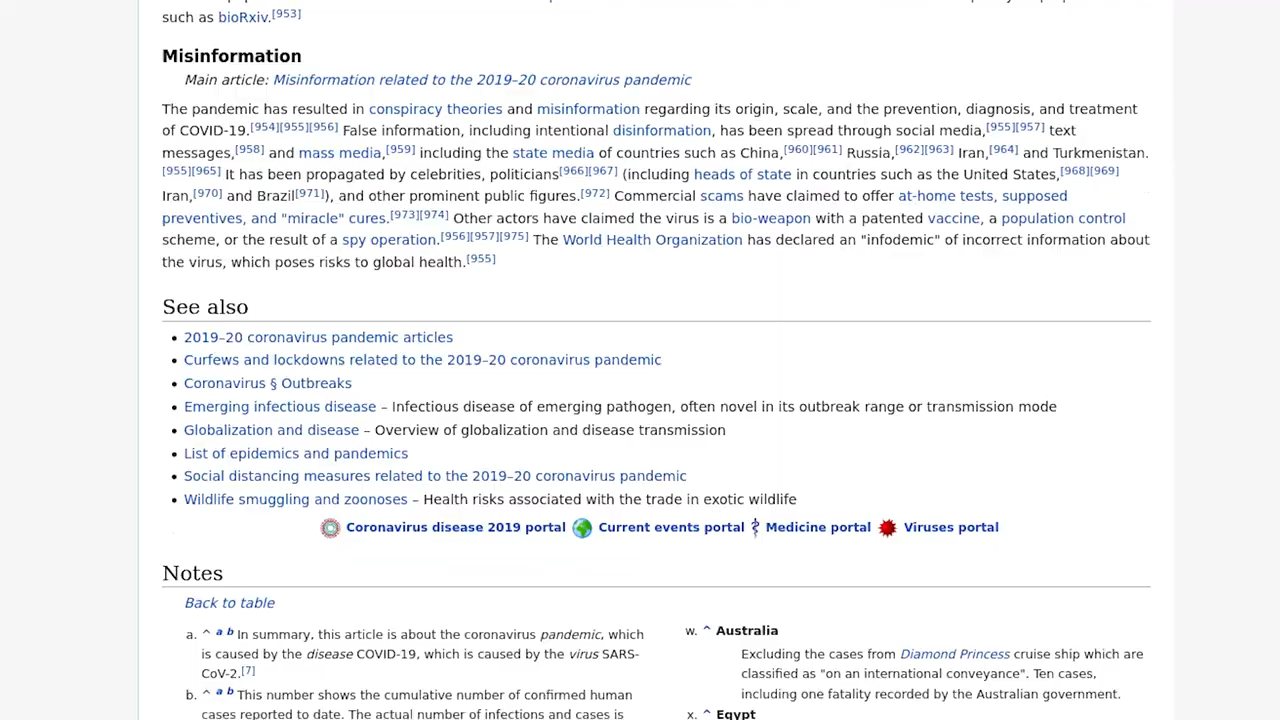 such as bioRxiv.[953]
Misinformation
Main article: Misinformation related to the 2019–20 coronavirus pandemic
The pandemic has resulted in conspiracy theories and misinformation regarding its origin, scale, and the prevention, diagnosis, and treatment
of COVID-19.[954][955][956] False information, including intentional disinformation, has been spread through social media,[955][957] text
messages,[958] and mass media,[959] including the state media of countries such as China,[960][961] Russia,[962][963] Iran,[964] and Turkmenistan.
[955][965] It has been propagated by celebrities, politicians[966][967] (including heads of state in countries such as the United States,[968][969]
Iran,[970] and Brazil[971]), and other prominent public figures.[972] Commercial scams have claimed to offer at-home tests, supposed
preventives, and "miracle" cures.[973][974] Other actors have claimed the virus is a bio-weapon with a patented vaccine, a population control
scheme, or the result of a spy operation.[956][957][975] The World Health Organization has declared an "infodemic" of incorrect information about
the virus, which poses risks to global health.[955]
See also
• 2019–20 coronavirus pandemic articles
• Curfews and lockdowns related to the 2019–20 coronavirus pandemic
• Coronavirus § Outbreaks
• Emerging infectious disease – Infectious disease of emerging pathogen, often novel in its outbreak range or transmission mode
• Globalization and disease – Overview of globalization and disease transmission
• List of epidemics and pandemics
• Social distancing measures related to the 2019–20 coronavirus pandemic
• Wildlife smuggling and zoonoses – Health risks associated with the trade in exotic wildlife
Coronavirus disease 2019 portal Current events portal Medicine portal Viruses portal
Notes
Back to table
a. ^ a b In summary, this article is about the coronavirus pandemic, which
is caused by the disease COVID-19, which is caused by the virus SARS-
CoV-2.[7]
b. ^ a b This number shows the cumulative number of confirmed human
cases reported to date. The actual number of infections and cases is
w. ^ Australia
Excluding the cases from Diamond Princess cruise ship which are
classified as "on an international conveyance". Ten cases,
including one fatality recorded by the Australian government.
x. ^ Egypt